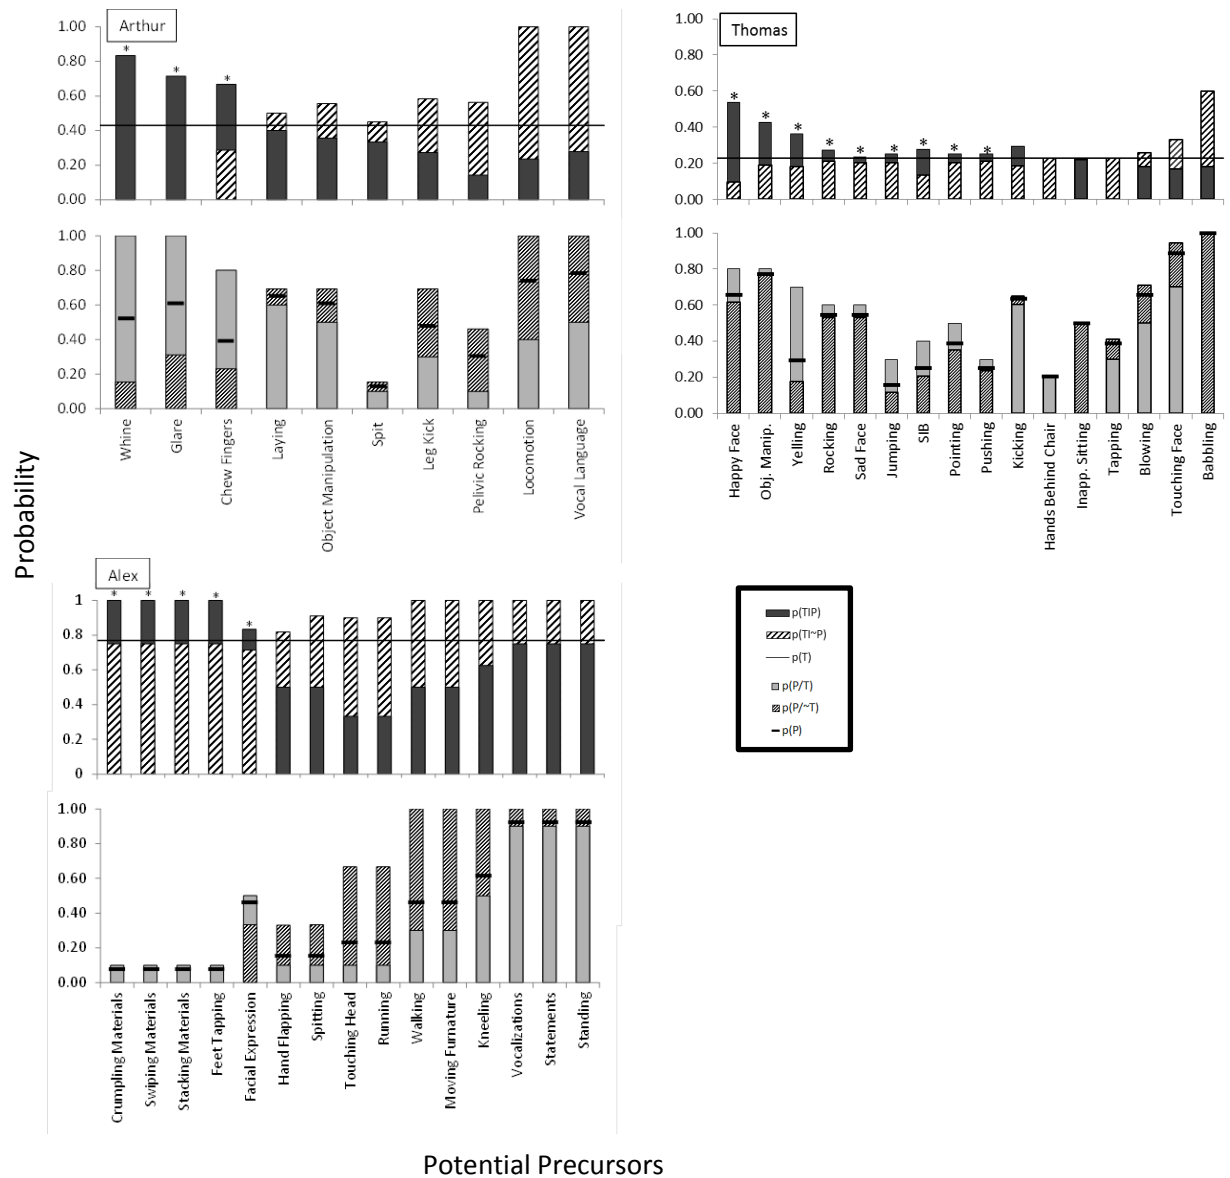 Arthur
1.00
0.80
0.60
0.40
0.20
0.00
* * *
1.00
0.80
0.60
0.40
0.20
0.00
Whine
Glare
Chew Fingers
Laying
Object Manipulation
Spit
Leg Kick
Pelivic Rocking
Locomotion
Vocal Language
Thomas
1.00
0.80
0.60
0.40
0.20
0.00
* * * * * * * * *
1.00
0.80
0.60
0.40
0.20
0.00
Happy Face
Obj. Manip.
Yelling
Rocking
Sad Face
Jumping
SIB
Pointing
Pushing
Kicking
Hands Behind Chair
Inapp. Sitting
Tapping
Blowing
Touching Face
Babbling
Probability
Alex
1
0.8
0.6
0.4
0.2
0
* * * * *
1.00
0.80
0.60
0.40
0.20
0.00
Crumpling Materials
Swiping Materials
Stacking Materials
Feet Tapping
Facial Expression
Hand Flapping
Spitting
Touching Head
Running
Walking
Moving Furnature
Kneeling
Vocalizations
Statements
Standing
p(TIP)
p(TI~P)
p(T)
p(P/T)
p(P/~T)
p(P)
Potential Precursors